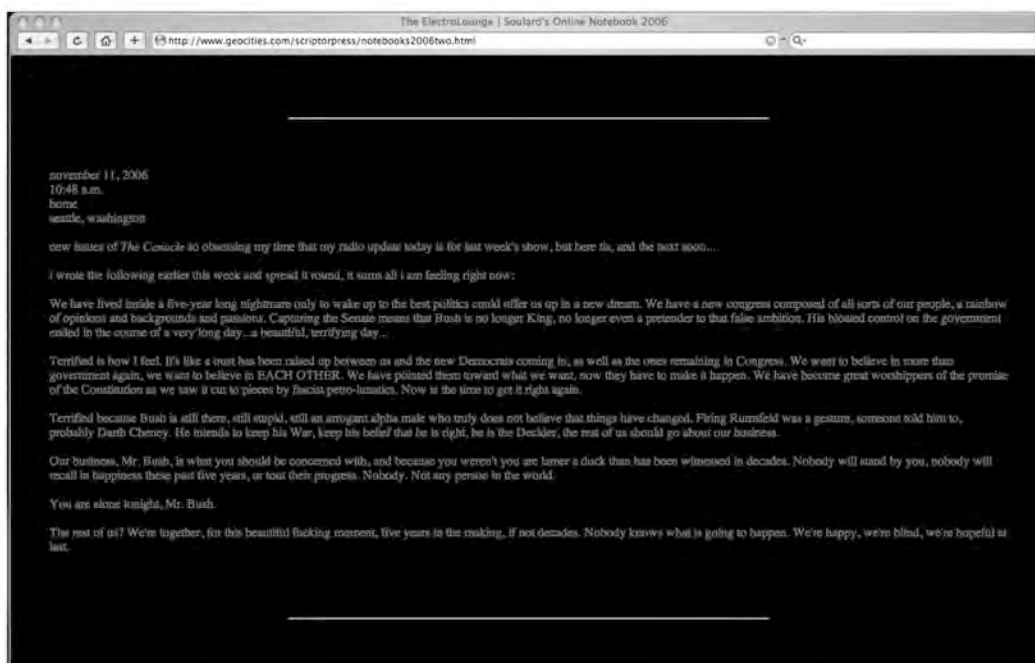 The ElectroLounge | Soulard's Online Notebook 2006
http://www.geocities.com/scriptorpress/notebooks2006two.html
november 11, 2006
10:48 a.m.
home
seattle, washington
new issues of The Cenacle so obsessing my time that my radio update today is for last week's show, but here tis, and the next soon....
i wrote the following earlier this week and spread it round, it sums all i am feeling right now:
We have lived inside a five-year long nightmare only to wake up to the best politics could offer us up in a new dream. We have a new congress composed of all sorts of our people, a rainbow
of opinions and backgrounds and passions. Capturing the Senate means that Bush is no longer King, no longer even a pretender to that false ambition. His bloated control on the government
ended in the course of a very long day...a beautiful, terrifying day...
Terrified is how I feel. It's like a trust has been raised up between us and the new Democrats coming in, as well as the ones remaining in Congress. We want to believe in more than
government again, we want to believe in EACH OTHER. We have pointed them toward what we want, now they have to make it happen. We have become great worshippers of the promise
of the Constitution as we saw it cut to pieces by fascist petro-lunatics. Now is the time to get it right again.
Terrified because Bush is still there, still stupid, still an arrogant alpha male who truly does not believe that things have changed. Firing Rumsfeld was a gesture, someone told him to,
probably Darth Cheney. He intends to keep his War, keep his belief that he is right, he is the Decider, the rest of us should go about our business.
Our business, Mr. Bush, is what you should be concerned with, and because you weren't you are lamer a duck than has been witnessed in decades. Nobody will stand by you, nobody will
recall in happiness these past five years, or tout their progress. Nobody. Not any person in the world.
You are alone tonight, Mr. Bush.
The rest of us? We're together, for this beautiful fucking moment, five years in the making, if not decades. Nobody knows what is going to happen. We're happy, we're blind, we're hopeful at
last.